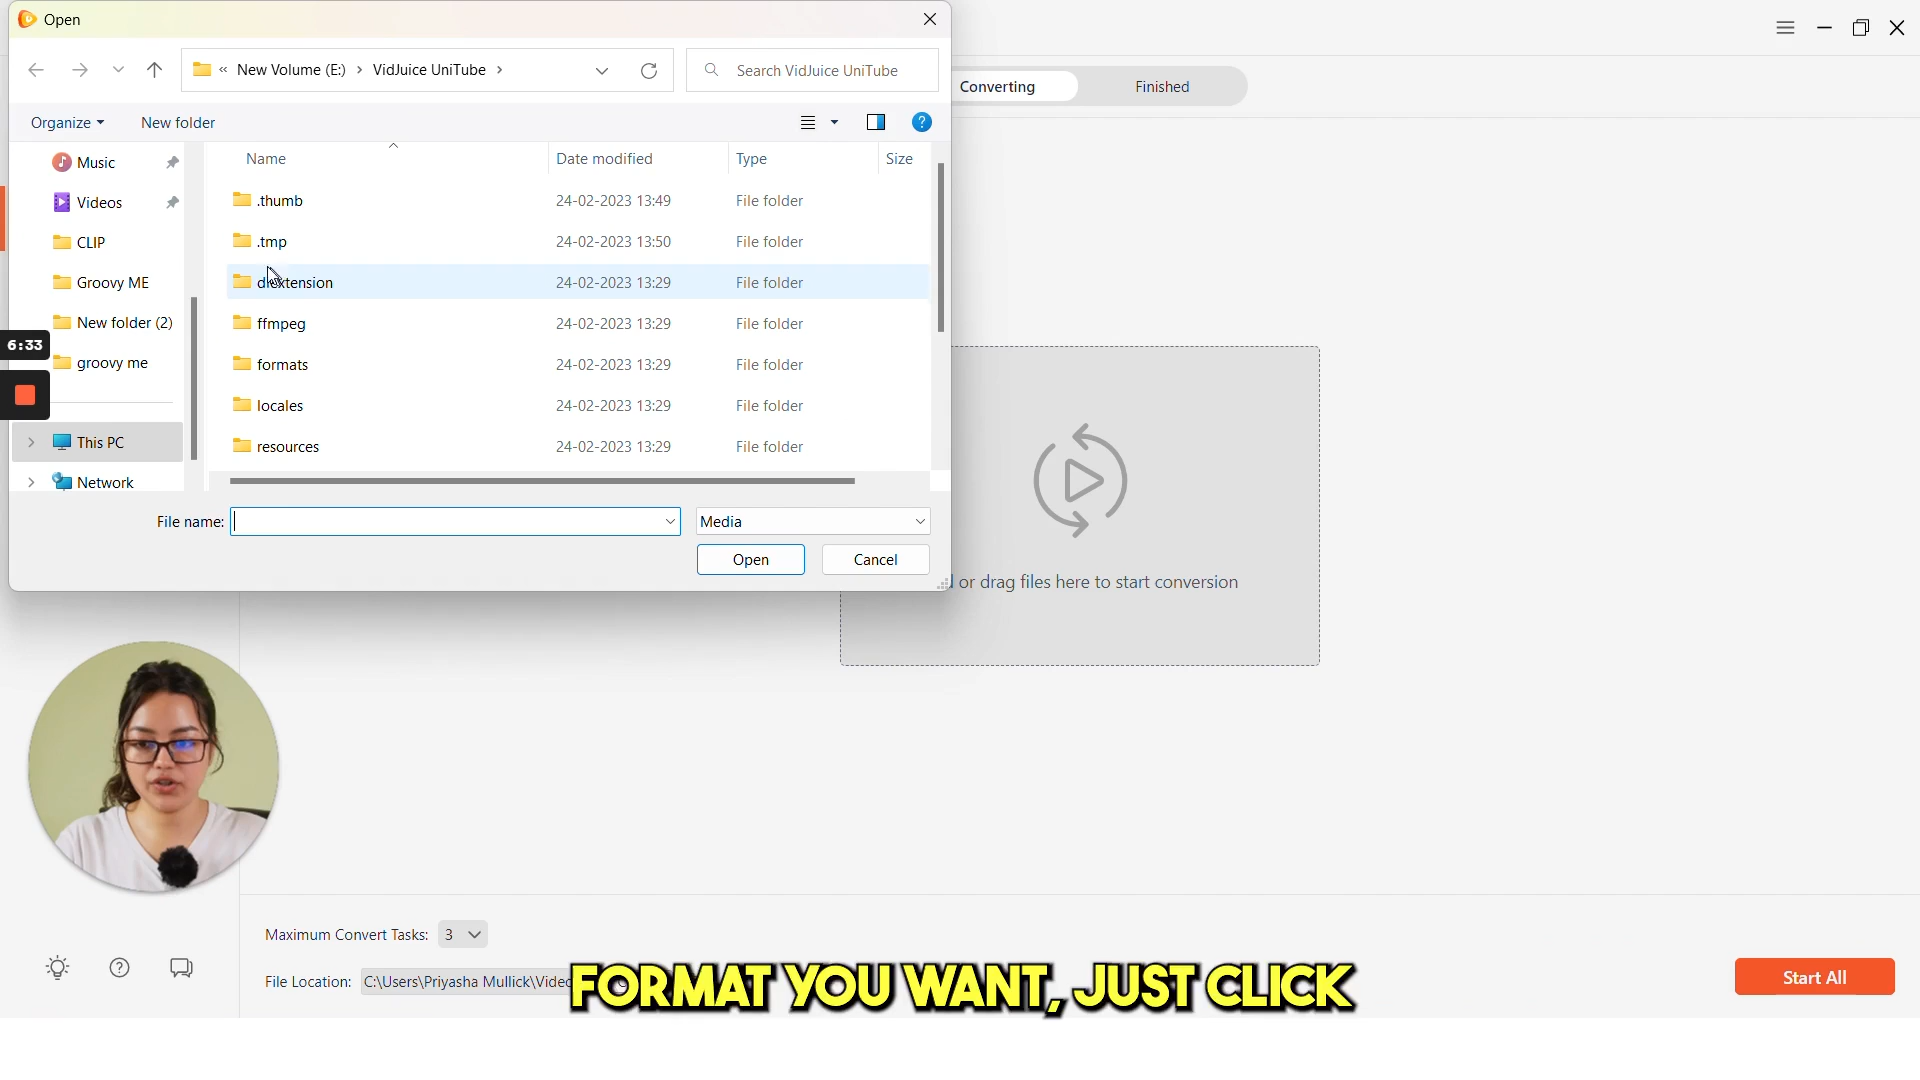 Open
« New Volume (E:) › VidJuice UniTube ›
Search VidJuice UniTube
Organize
New folder
Name
Date modified
Type
Size
Music
Videos
CLIP
Groovy ME
New folder (2)
groovy me
This PC
Network
.thumb 24-02-2023 13:49 File folder
.tmp 24-02-2023 13:50 File folder
24-02-2023 13:29 File folder
ffmpeg 24-02-2023 13:29 File folder
formats 24-02-2023 13:29 File folder
locales 24-02-2023 13:29 File folder
resources 24-02-2023 13:29 File folder
6:33
File name:
Media
Open
Cancel
Converting
Finished
or drag files here to start conversion
Maximum Convert Tasks: 3
File Location: C:\Users\Priyasha Mullick\Videо
Start All
FORMAT YOU WANT, JUST CLICK